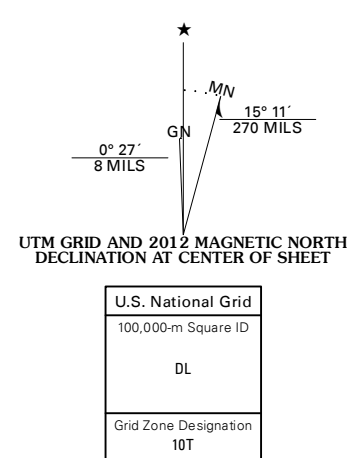 ★
MN
15° 11´
270 MILS
GN
0° 27´
8 MILS
UTM GRID AND 2012 MAGNETIC NORTH
DECLINATION AT CENTER OF SHEET
U.S. National Grid
100,000-m Square ID
DL
Grid Zone Designation
10T